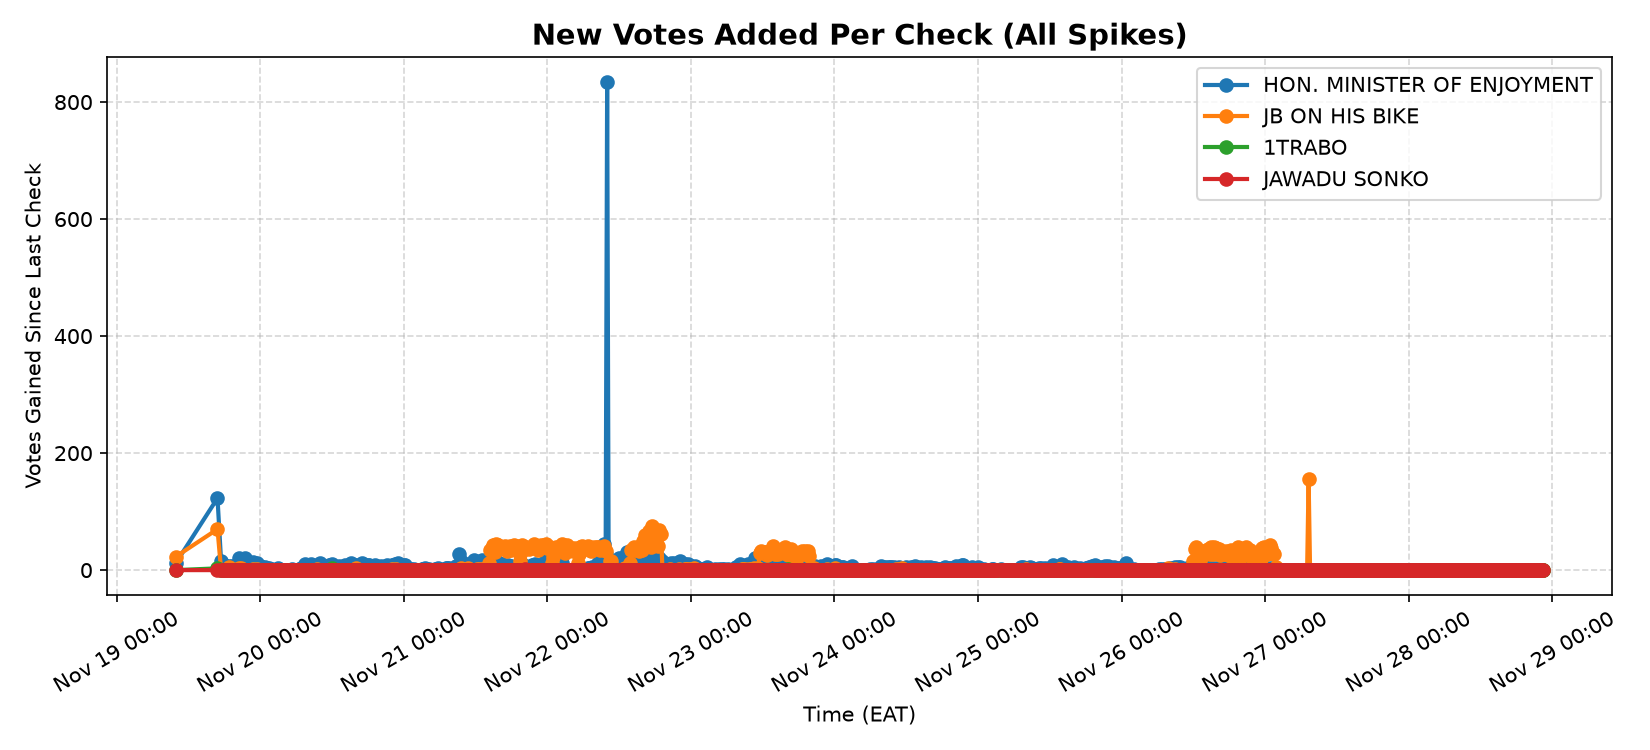 New Votes Added Per Check (All Spikes)
HON. MINISTER OF ENJOYMENT
JB ON HIS BIKE
1TRABO
JAWADU SONKO
Votes Gained Since Last Check
800
600
400
200
0
Nov 19 00:00
Nov 20 00:00
Nov 21 00:00
Nov 22 00:00
Nov 23 00:00
Nov 24 00:00
Nov 25 00:00
Nov 26 00:00
Nov 27 00:00
Nov 28 00:00
Nov 29 00:00
Time (EAT)